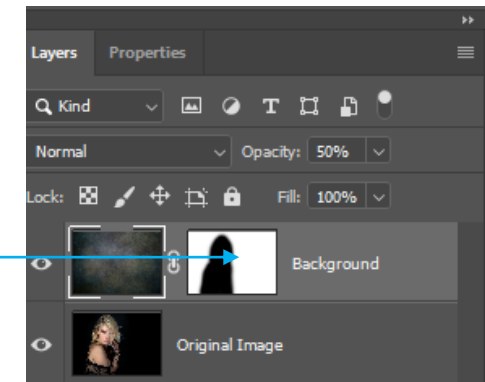 Layers Properties
Kind
Normal Opacity: 50%
Lock: Fill: 100%
Background
Original Image